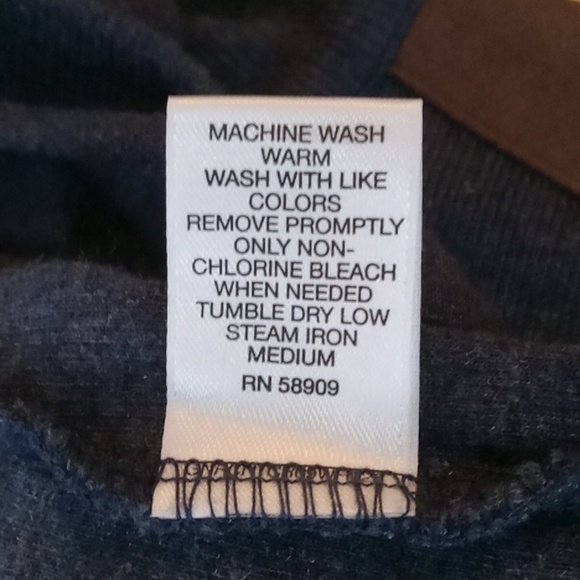 MACHINE WASH
WARM
WASH WITH LIKE
COLORS
REMOVE PROMPTLY
ONLY NON-
CHLORINE BLEACH
WHEN NEEDED
TUMBLE DRY LOW
STEAM IRON
MEDIUM
RN 58909